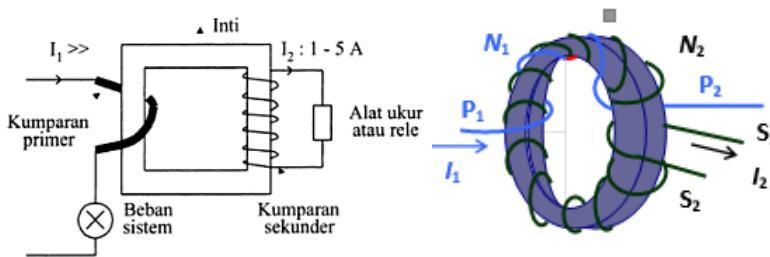 Inti
I₁ >>
I₂ : 1 - 5 A
Kumparan
primer
Alat ukur
atau rele
Beban
sistem
Kumparan
sekunder
N₁
N₂
P₁
P₂
S
I₁
I₂
S₂